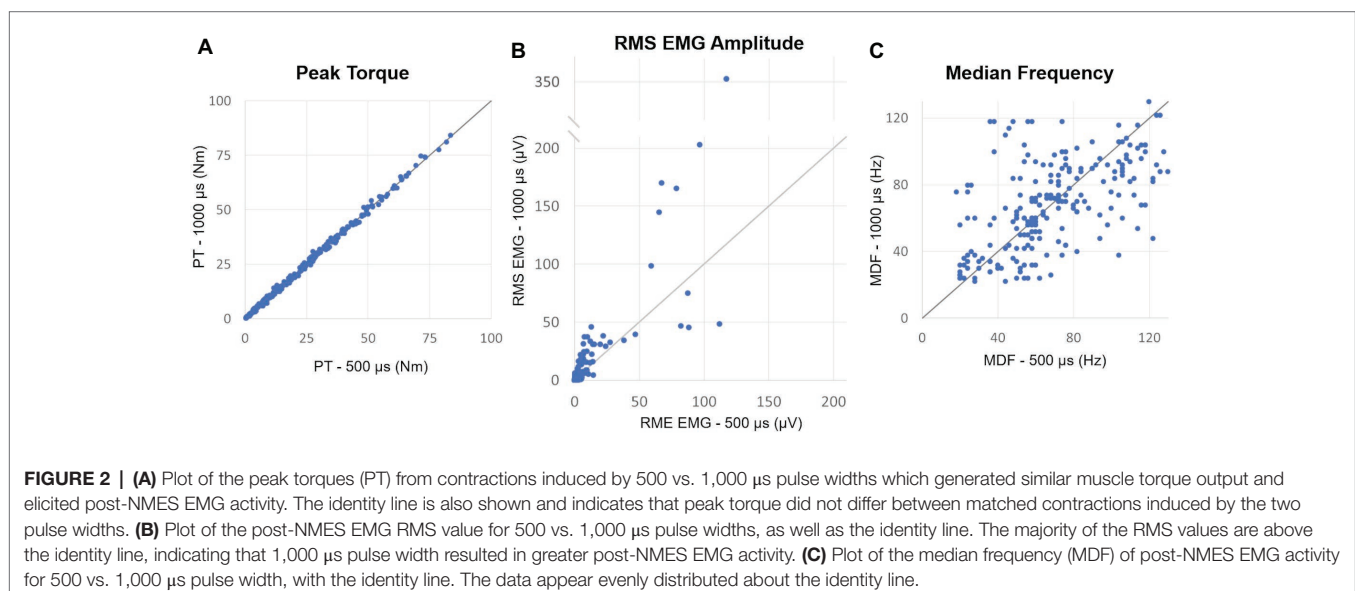 A
Peak Torque
100
75
50
25
0
PT - 1000 µs (Nm)
0
25
50
75
100
PT - 500 µs (Nm)
B
RMS EMG Amplitude
350
200
150
100
50
0
RMS EMG - 1000 µs (µV)
0
50
100
150
200
RME EMG - 500 µs (µV)
C
Median Frequency
120
80
40
0
MDF - 1000 µs (Hz)
0
40
80
120
MDF - 500 µs (Hz)
FIGURE 2 | (A) Plot of the peak torques (PT) from contractions induced by 500 vs. 1,000 µs pulse widths which generated similar muscle torque output and
elicited post-NMES EMG activity. The identity line is also shown and indicates that peak torque did not differ between matched contractions induced by the two
pulse widths. (B) Plot of the post-NMES EMG RMS value for 500 vs. 1,000 µs pulse widths, as well as the identity line. The majority of the RMS values are above
the identity line, indicating that 1,000 µs pulse width resulted in greater post-NMES EMG activity. (C) Plot of the median frequency (MDF) of post-NMES EMG activity
for 500 vs. 1,000 µs pulse width, with the identity line. The data appear evenly distributed about the identity line.